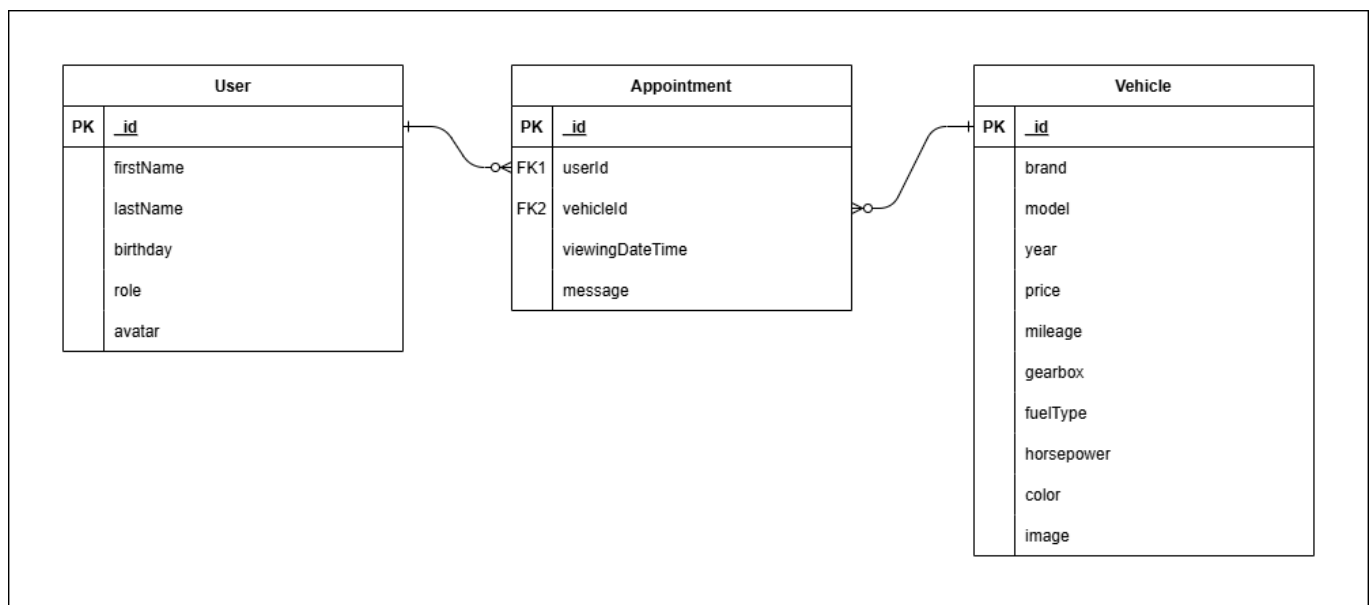 User
PK _id
firstName
lastName
birthday
role
avatar
Appointment
PK _id
FK1 userId
FK2 vehicleId
viewingDateTime
message
Vehicle
PK _id
brand
model
year
price
mileage
gearbox
fuelType
horsepower
color
image